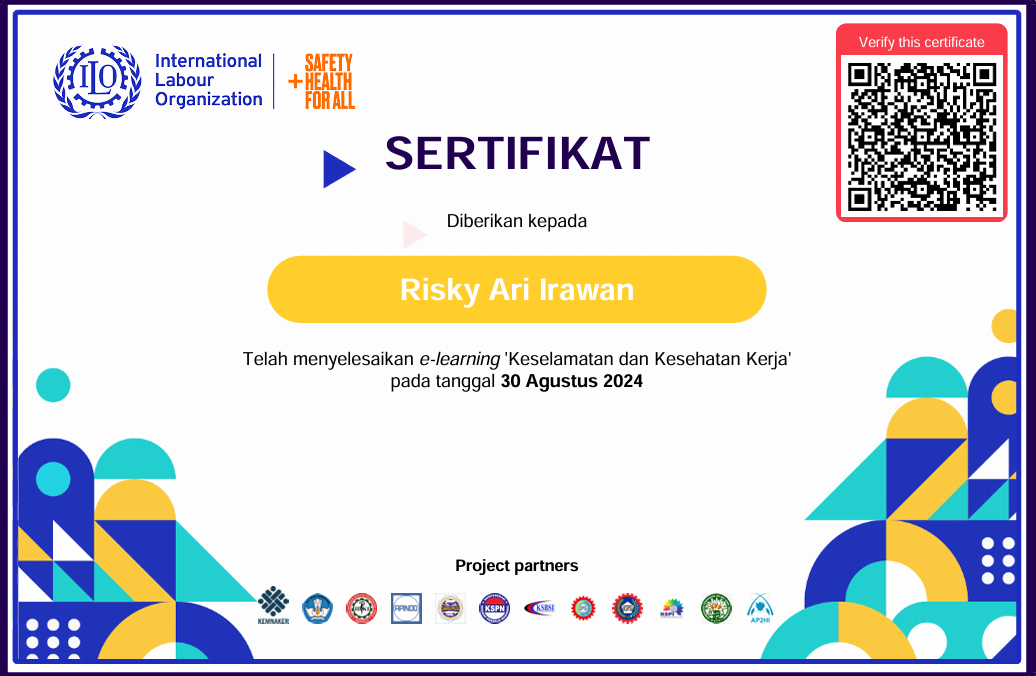 International
Labour
Organization
ILO
SAFETY
+HEALTH
FOR ALL
Verify this certificate
SERTIFIKAT
Diberikan kepada
Risky Ari Irawan
Telah menyelesaikan e-learning 'Keselamatan dan Kesehatan Kerja'
pada tanggal 30 Agustus 2024
Project partners
KEMNAKER
APINDO
KSPN
KSBSI
AP2HI